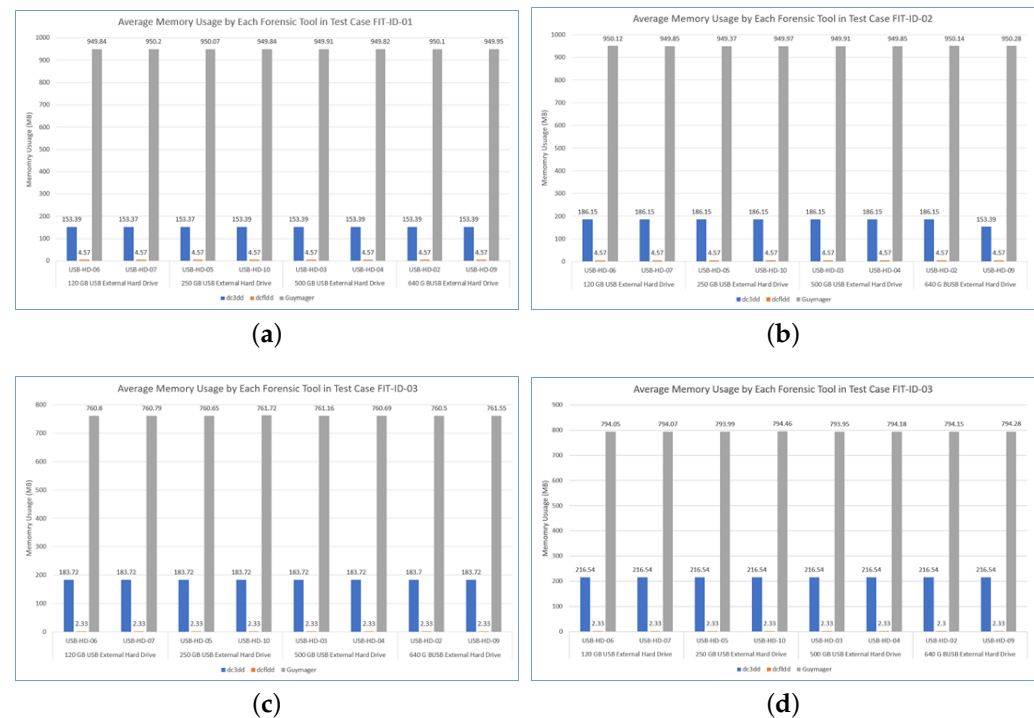 Average Memory Usage by Each Forensic Tool in Test Case FIT-ID-01
Memomry Usuage (MB)
1000
900
800
700
600
500
400
300
200
100
0
949.84 950.2 950.07 949.84 949.91 949.82 950.1 949.95
153.39 153.37 153.37 153.39 153.39 153.39 153.39 153.39
4.57 4.57 4.57 4.57 4.57 4.57 4.57 4.57
USB-HD-06 USB-HD-07 USB-HD-05 USB-HD-10 USB-HD-03 USB-HD-04 USB-HD-02 USB-HD-09
120 GB USB External Hard Drive 250 GB USB External Hard Drive 500 GB USB External Hard Drive 640 G BUSB External Hard Drive
dc3dd dcfldd Guymager
(a)
Average Memory Usage by Each Forensic Tool in Test Case FIT-ID-02
Memomry Usuage (MB)
1000
900
800
700
600
500
400
300
200
100
0
950.12 949.85 949.37 949.97 949.91 949.85 950.14 950.28
186.15 186.15 186.15 186.15 186.15 186.15 186.15 153.39
4.57 4.57 4.57 4.57 4.57 4.57 4.57 4.57
USB-HD-06 USB-HD-07 USB-HD-05 USB-HD-10 USB-HD-03 USB-HD-04 USB-HD-02 USB-HD-09
120 GB USB External Hard Drive 250 GB USB External Hard Drive 500 GB USB External Hard Drive 640 G BUSB External Hard Drive
dc3dd dcfldd Guymager
(b)
Average Memory Usage by Each Forensic Tool in Test Case FIT-ID-03
Memomry Usuage (MB)
800
700
600
500
400
300
200
100
0
760.8 760.79 760.65 761.72 761.16 760.69 760.5 761.55
183.72 183.72 183.72 183.72 183.72 183.72 183.7 183.72
2.33 2.33 2.33 2.33 2.33 2.33 2.33 2.33
USB-HD-06 USB-HD-07 USB-HD-05 USB-HD-10 USB-HD-03 USB-HD-04 USB-HD-02 USB-HD-09
120 GB USB External Hard Drive 250 GB USB External Hard Drive 500 GB USB External Hard Drive 640 G BUSB External Hard Drive
dc3dd dcfldd Guymager
(c)
Average Memory Usage by Each Forensic Tool in Test Case FIT-ID-03
Memomry Usuage (MB)
900
800
700
600
500
400
300
200
100
0
794.05 794.07 793.99 794.46 793.95 794.18 794.15 794.28
216.54 216.54 216.54 216.54 216.54 216.54 216.54 216.54
2.33 2.33 2.33 2.33 2.33 2.33 2.3 2.33
USB-HD-06 USB-HD-07 USB-HD-05 USB-HD-10 USB-HD-03 USB-HD-04 USB-HD-02 USB-HD-09
120 GB USB External Hard Drive 250 GB USB External Hard Drive 500 GB USB External Hard Drive 640 G BUSB External Hard Drive
dc3dd dcfldd Guymager
(d)